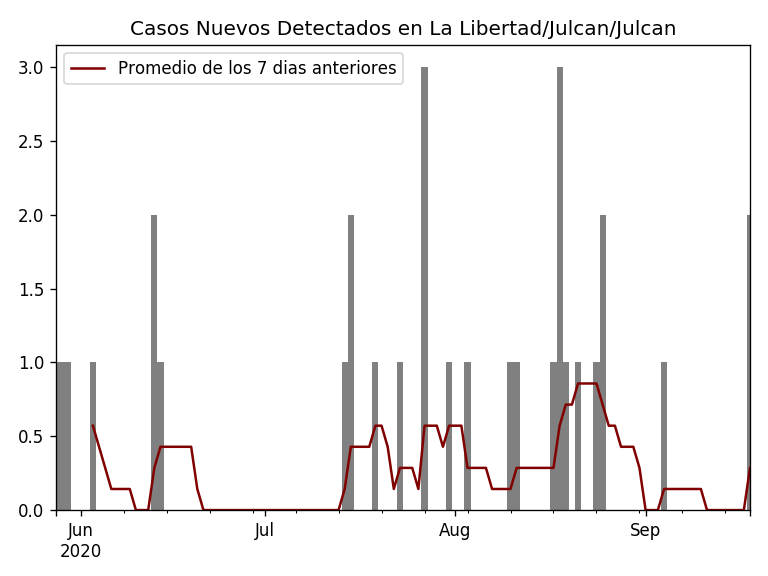 Casos Nuevos Detectados en La Libertad/Julcan/Julcan
Promedio de los 7 dias anteriores
3.0
2.5
2.0
1.5
1.0
0.5
0.0
Jun Jul Aug Sep
2020